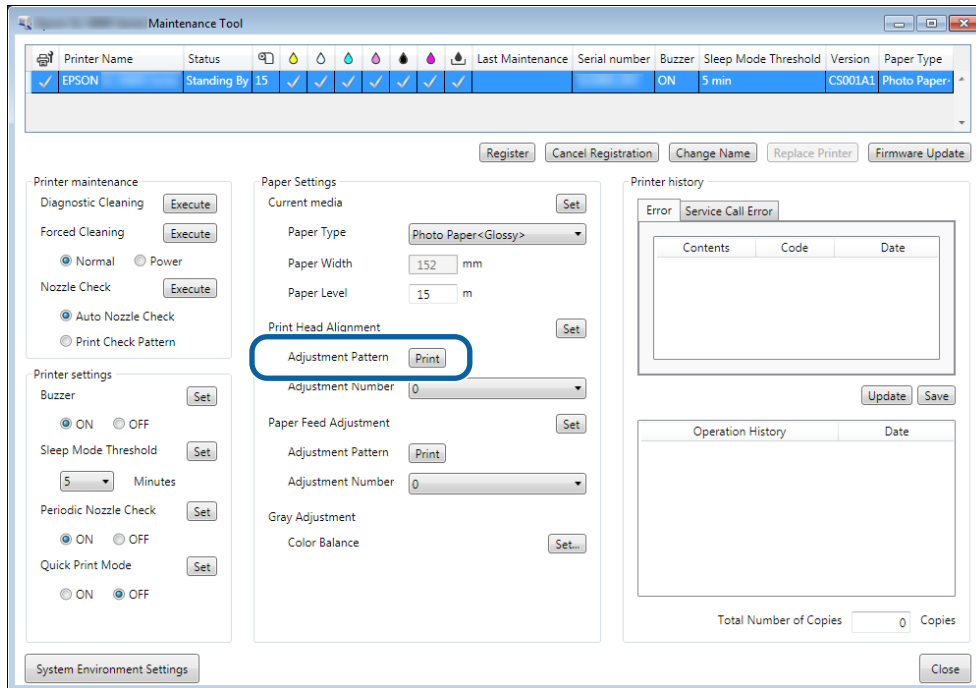 Maintenance Tool
Printer Name Status Last Maintenance Serial number Buzzer Sleep Mode Threshold Version Paper Type
EPSON Standing By 15 ON 5 min CS001A1 Photo Paper
Register Cancel Registration Change Name Replace Printer Firmware Update
Printer maintenance
Diagnostic Cleaning Execute
Forced Cleaning Execute
Normal Power
Nozzle Check Execute
Auto Nozzle Check
Print Check Pattern
Printer settings
Buzzer Set
ON OFF
Sleep Mode Threshold Set
5 Minutes
Periodic Nozzle Check Set
ON OFF
Quick Print Mode Set
ON OFF
Paper Settings
Current media Set
Paper Type Photo Paper<Glossy>
Paper Width 152 mm
Paper Level 15 m
Print Head Alignment Set
Adjustment Pattern Print
Adjustment Number 0
Paper Feed Adjustment Set
Adjustment Pattern Print
Adjustment Number 0
Gray Adjustment
Color Balance Set...
Printer history
Error Service Call Error
Contents Code Date
Update Save
Operation History Date
Total Number of Copies 0 Copies
System Environment Settings Close